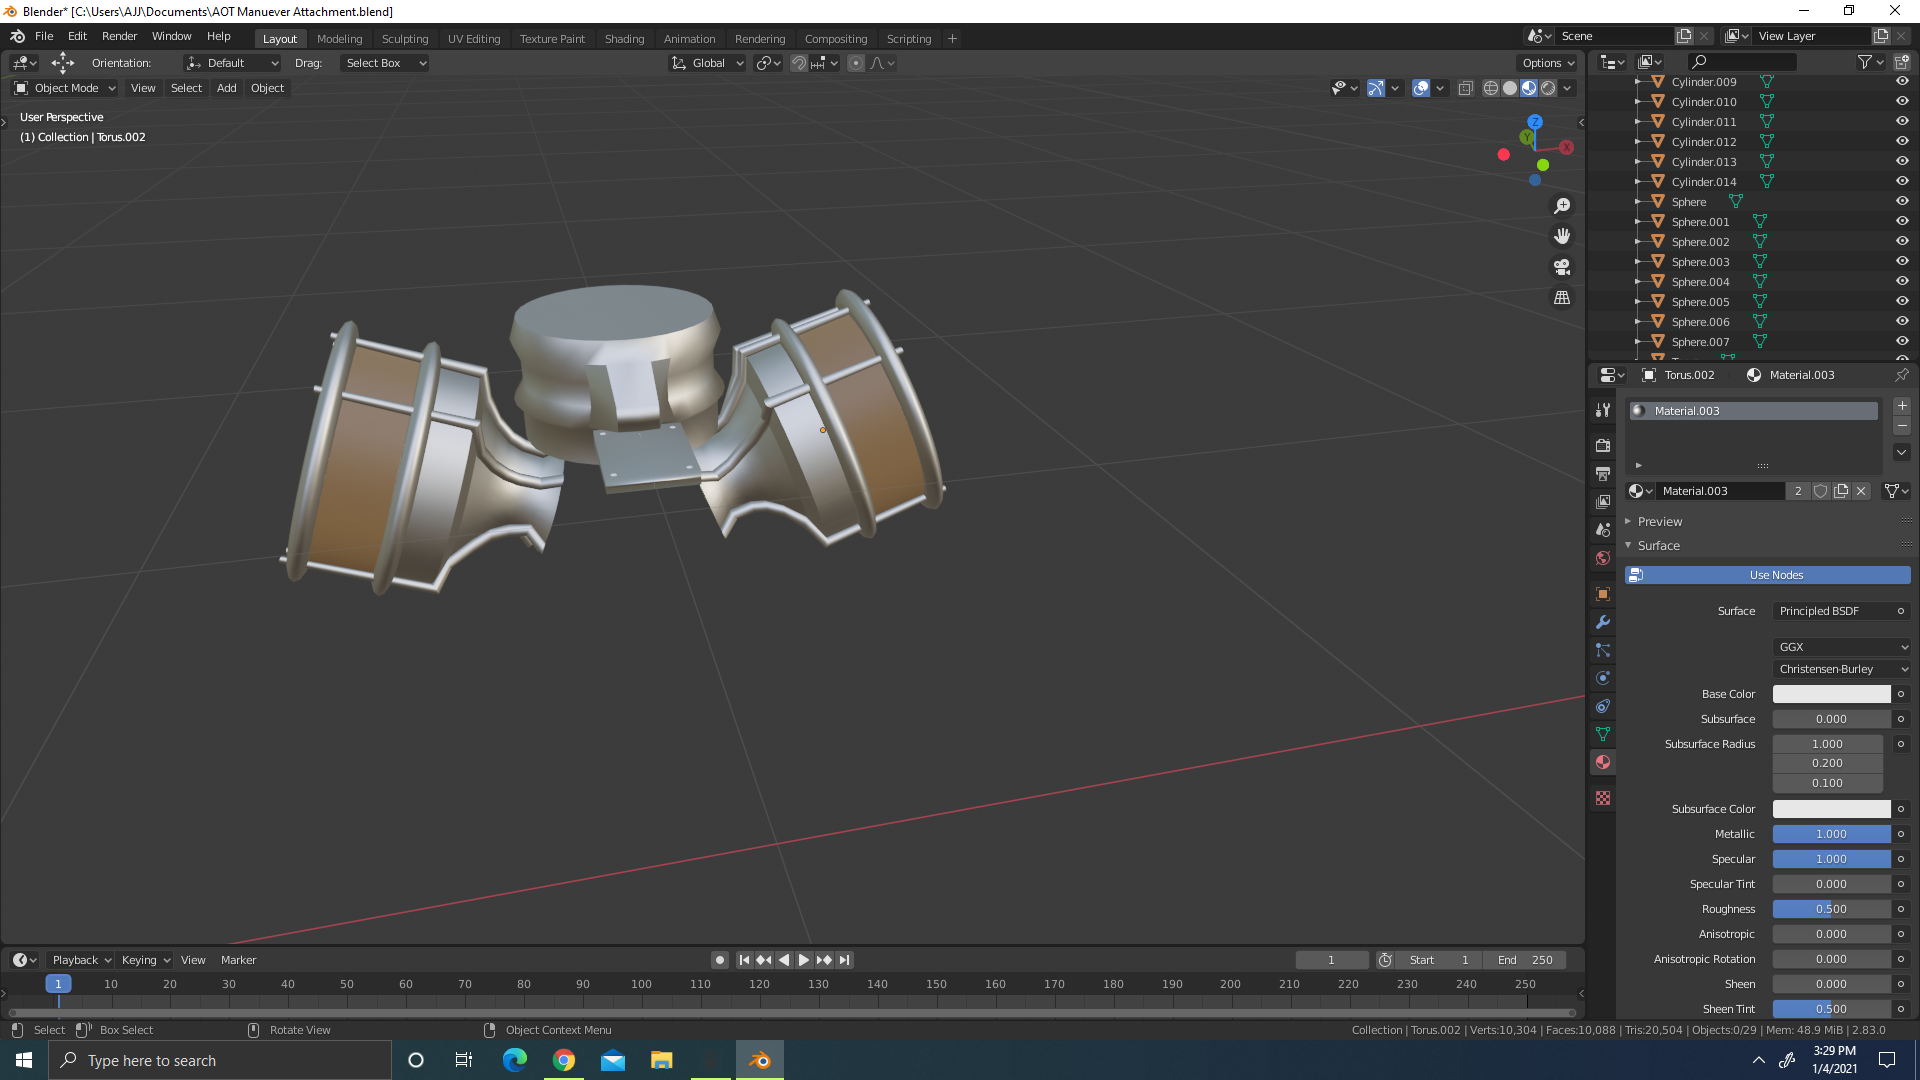 Blender* [C:\Users\AJJ\Documents\AOT Manuever Attachment.blend]
File Edit Render Window Help Layout Modeling Sculpting UV Editing Texture Paint Shading Animation Rendering Compositing Scripting + Scene View Layer
Orientation: Default Drag: Select Box Global Options
Object Mode View Select Add Object
User Perspective
(1) Collection | Torus.002
Z
Y
X
Cylinder.009
Cylinder.010
Cylinder.011
Cylinder.012
Cylinder.013
Cylinder.014
Sphere
Sphere.001
Sphere.002
Sphere.003
Sphere.004
Sphere.005
Sphere.006
Sphere.007
Torus.002 Material.003
Material.003
Material.003 2
Preview
Surface
Use Nodes
Surface Principled BSDF
GGX
Christensen-Burley
Base Color
Subsurface 0.000
Subsurface Radius 1.000
0.200
0.100
Subsurface Color
Metallic 1.000
Specular 1.000
Specular Tint 0.000
Roughness 0.500
Anisotropic 0.000
Anisotropic Rotation 0.000
Sheen 0.000
Sheen Tint 0.500
Playback Keying View Marker 1 Start 1 End 250
1 10 20 30 40 50 60 70 80 90 100 110 120 130 140 150 160 170 180 190 200 210 220 230 240 250
Select Box Select Rotate View Object Context Menu Collection | Torus.002 | Verts:10,304 | Faces:10,088 | Tris:20,504 | Objects:0/29 | Mem: 48.9 MiB | 2.83.0
Type here to search
3:29 PM
1/4/2021